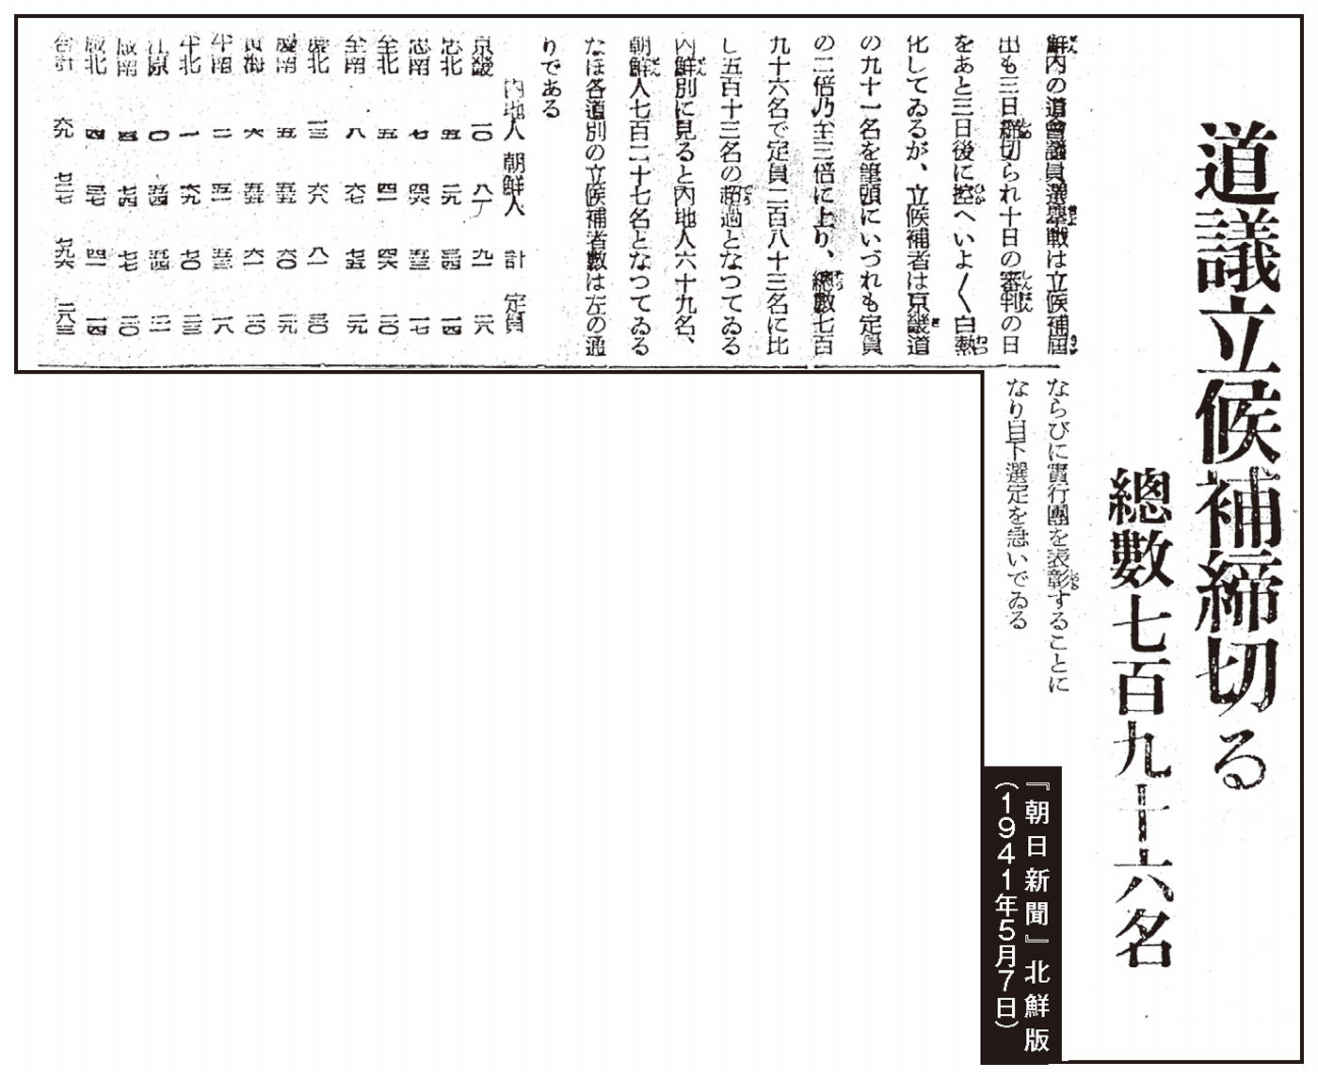 道議立候補締切る
總數七百九十六名
鮮内の道會議員選擧戰は立候補屆
出も三日締切られ十日の審判の日
をあと三日後に控へいよ〱白熱
化してゐるが、立候補者は京畿道
の九十一名を筆頭にいづれも定員
の二倍乃至三倍に上り、總數七百
九十六名で定員二百八十三名に比
し五百十三名の超過となつてゐる
内鮮別に見ると内地人六十九名、
朝鮮人七百二十七名となつてゐる
なほ各道別の立候補者數は左の通
りである
内地人 朝鮮人 計 定員
京畿 一〇 八一 九一 二六
忠北 五 二九 三四 一四
忠南 七 四六 五三 一七
全北 五 四一 四六 二〇
全南 八 六七 七五 二九
慶北 一三 六八 八一 三〇
慶南 五 五五 六〇 二九
黄海 六 五五 六一 二〇
平南 二 五一 五三 一八
平北 一 六九 七〇 二三
江原 〇 五四 五四
咸南 三 七四 七七 二〇
咸北 四 三七 四一 一四
合計 六九 七二七 七九六 二八三
ならびに實行團を表彰することに
なり目下選定を急いでゐる
『朝日新聞』北鮮版
(1941年5月7日)